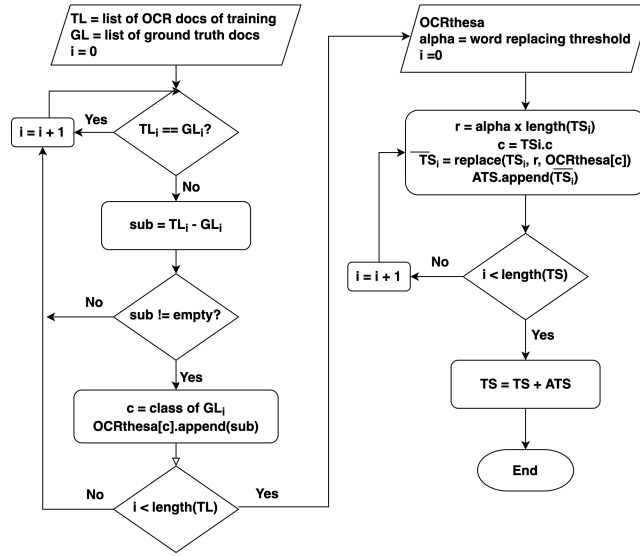 TL = list of OCR docs of training
GL = list of ground truth docs
i = 0
i = i + 1
Yes
TLi == GLi?
No
sub = TLi - GLi
No
sub != empty?
Yes
c = class of GLi
OCRthesa[c].append(sub)
No
i < length(TL)
Yes
OCRthesa
alpha = word replacing threshold
i =0
r = alpha x length(TSi)
c = TSi.c
T̅S̅i = replace(TSi, r, OCRthesa[c])
ATS.append(T̅S̅i)
No
i = i + 1
i < length(TS)
Yes
TS = TS + ATS
End